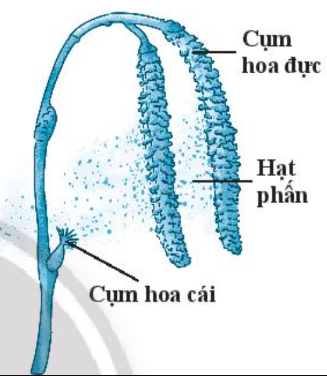 Cụm
hoa đực
Hạt
phấn
Cụm hoa cái